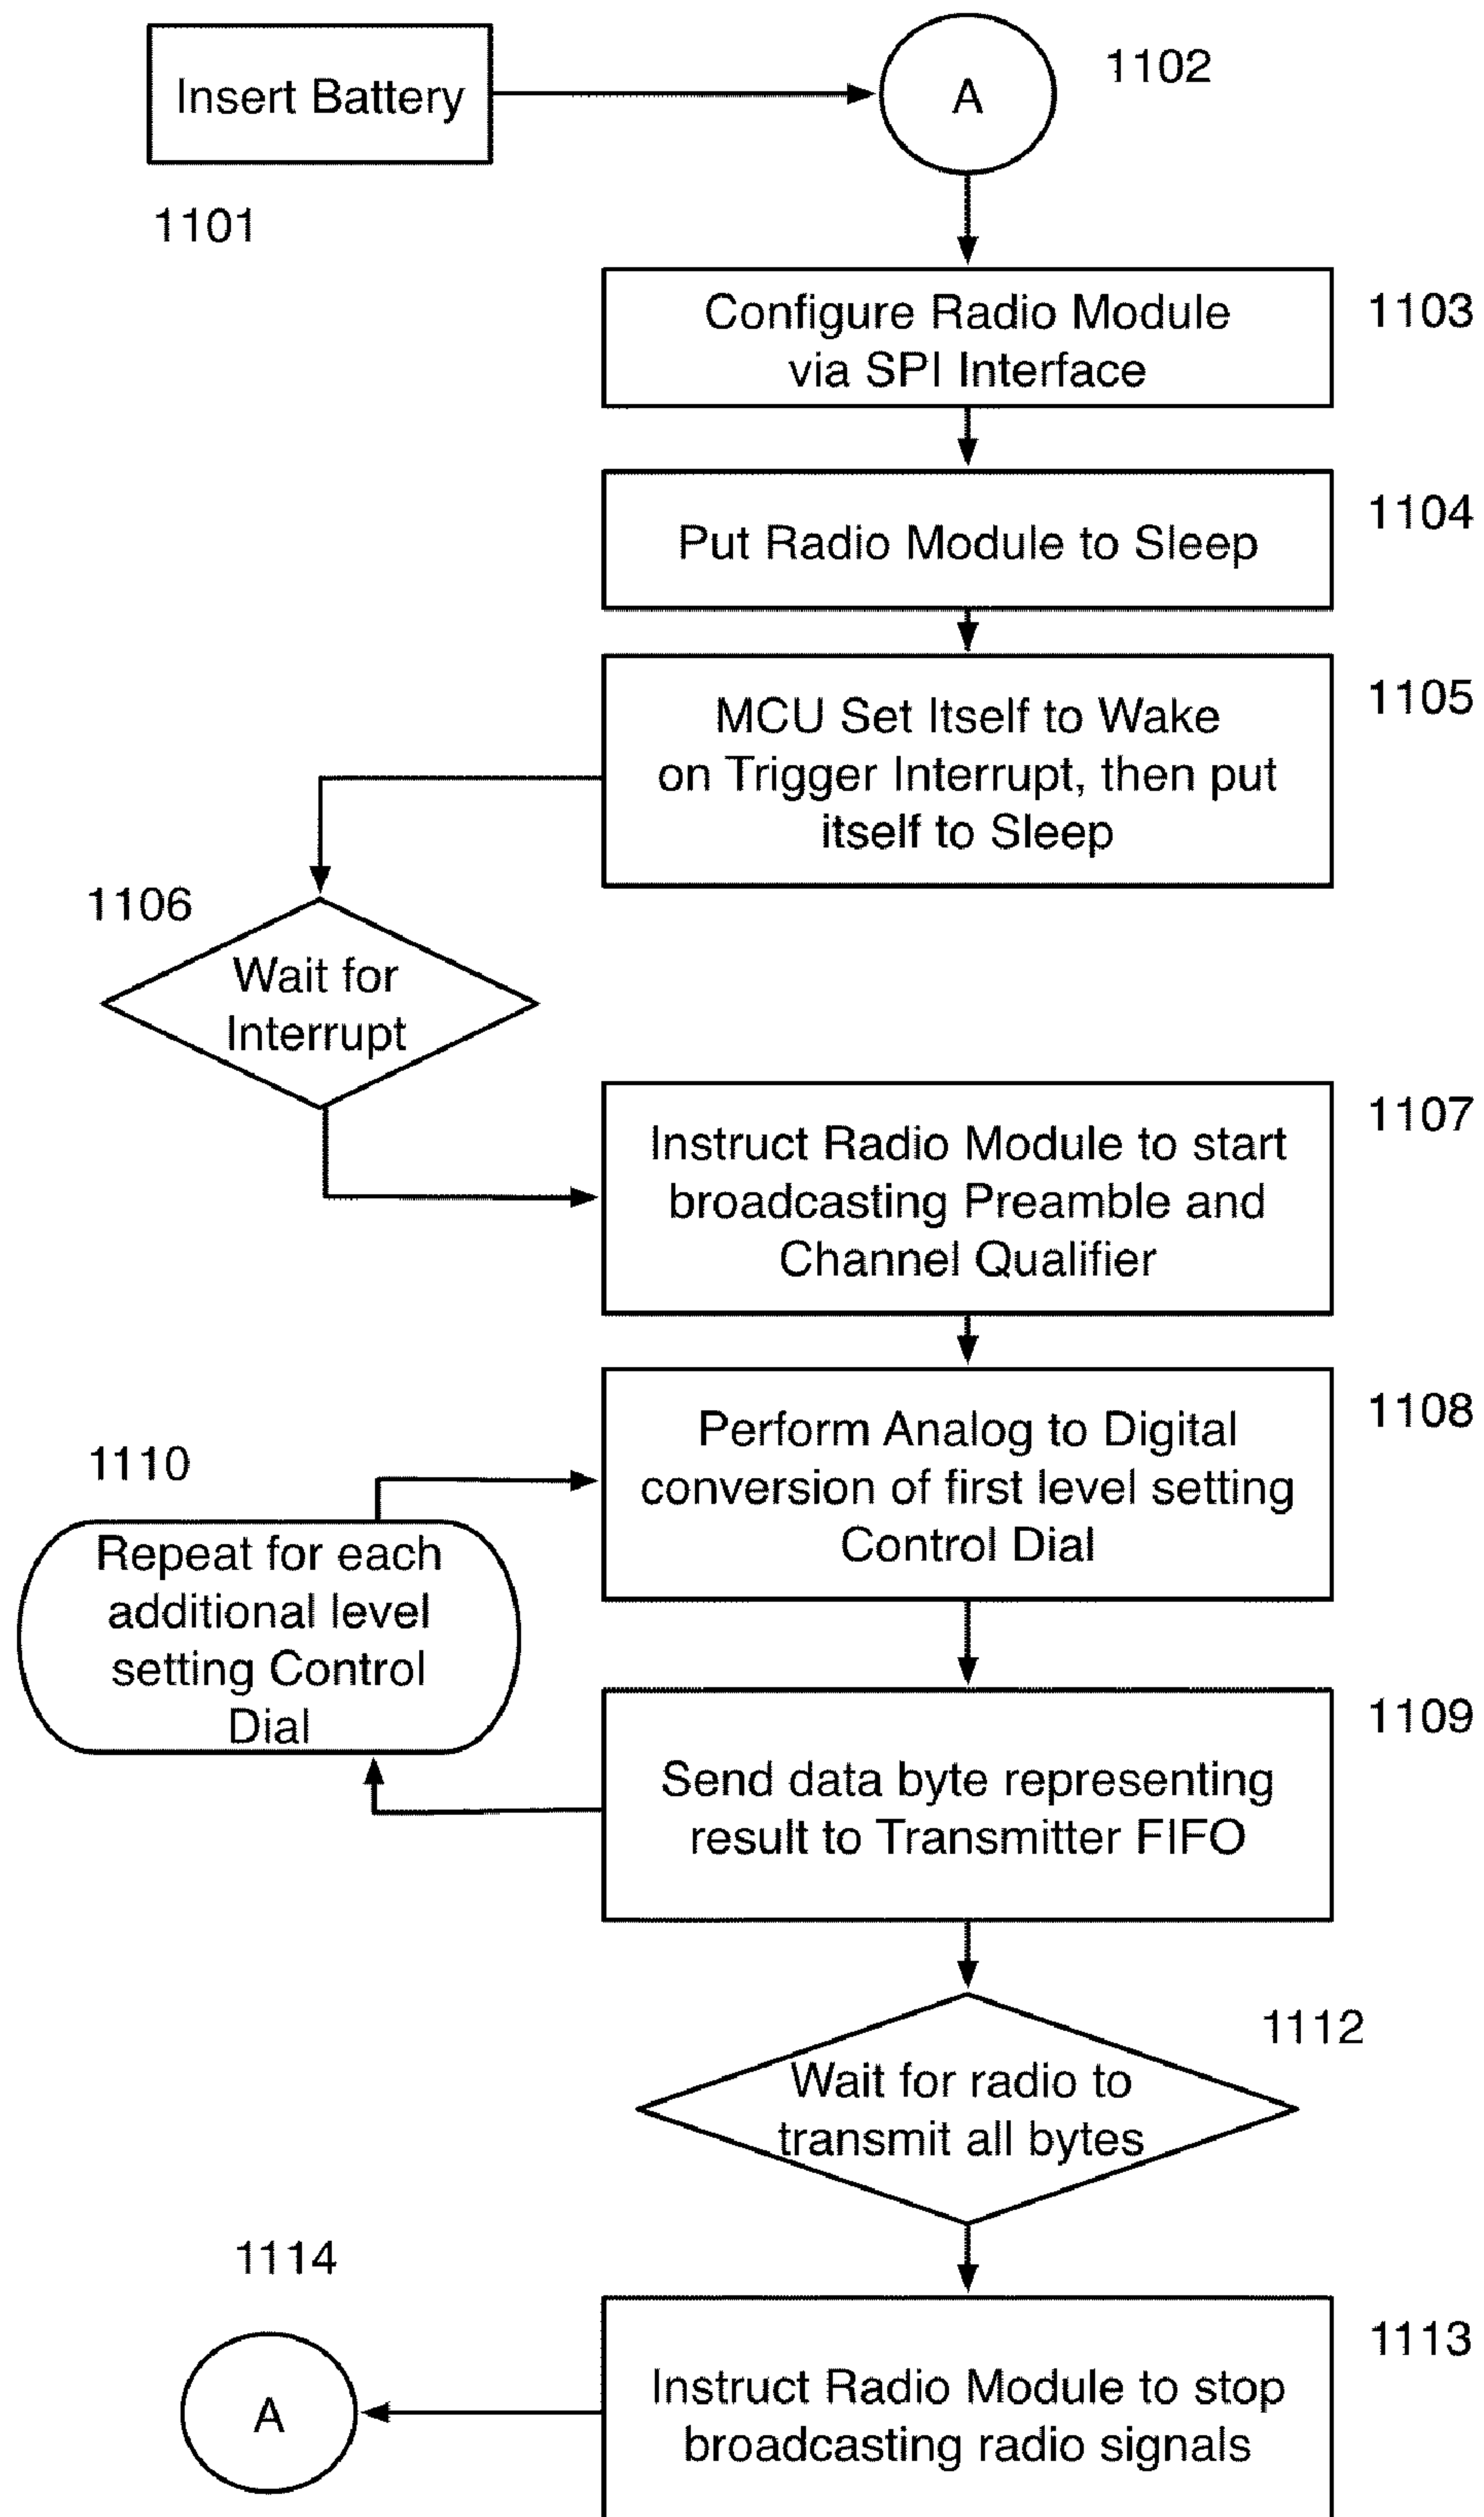 Insert Battery
1101
A
1102
Configure Radio Module
via SPI Interface
1103
Put Radio Module to Sleep
1104
MCU Set Itself to Wake
on Trigger Interrupt, then put
itself to Sleep
1105
1106
Wait for
Interrupt
Instruct Radio Module to start
broadcasting Preamble and
Channel Qualifier
1107
Perform Analog to Digital
conversion of first level setting
Control Dial
1108
1110
Repeat for each
additional level
setting Control
Dial
Send data byte representing
result to Transmitter FIFO
1109
Wait for radio to
transmit all bytes
1112
Instruct Radio Module to stop
broadcasting radio signals
1113
1114
A